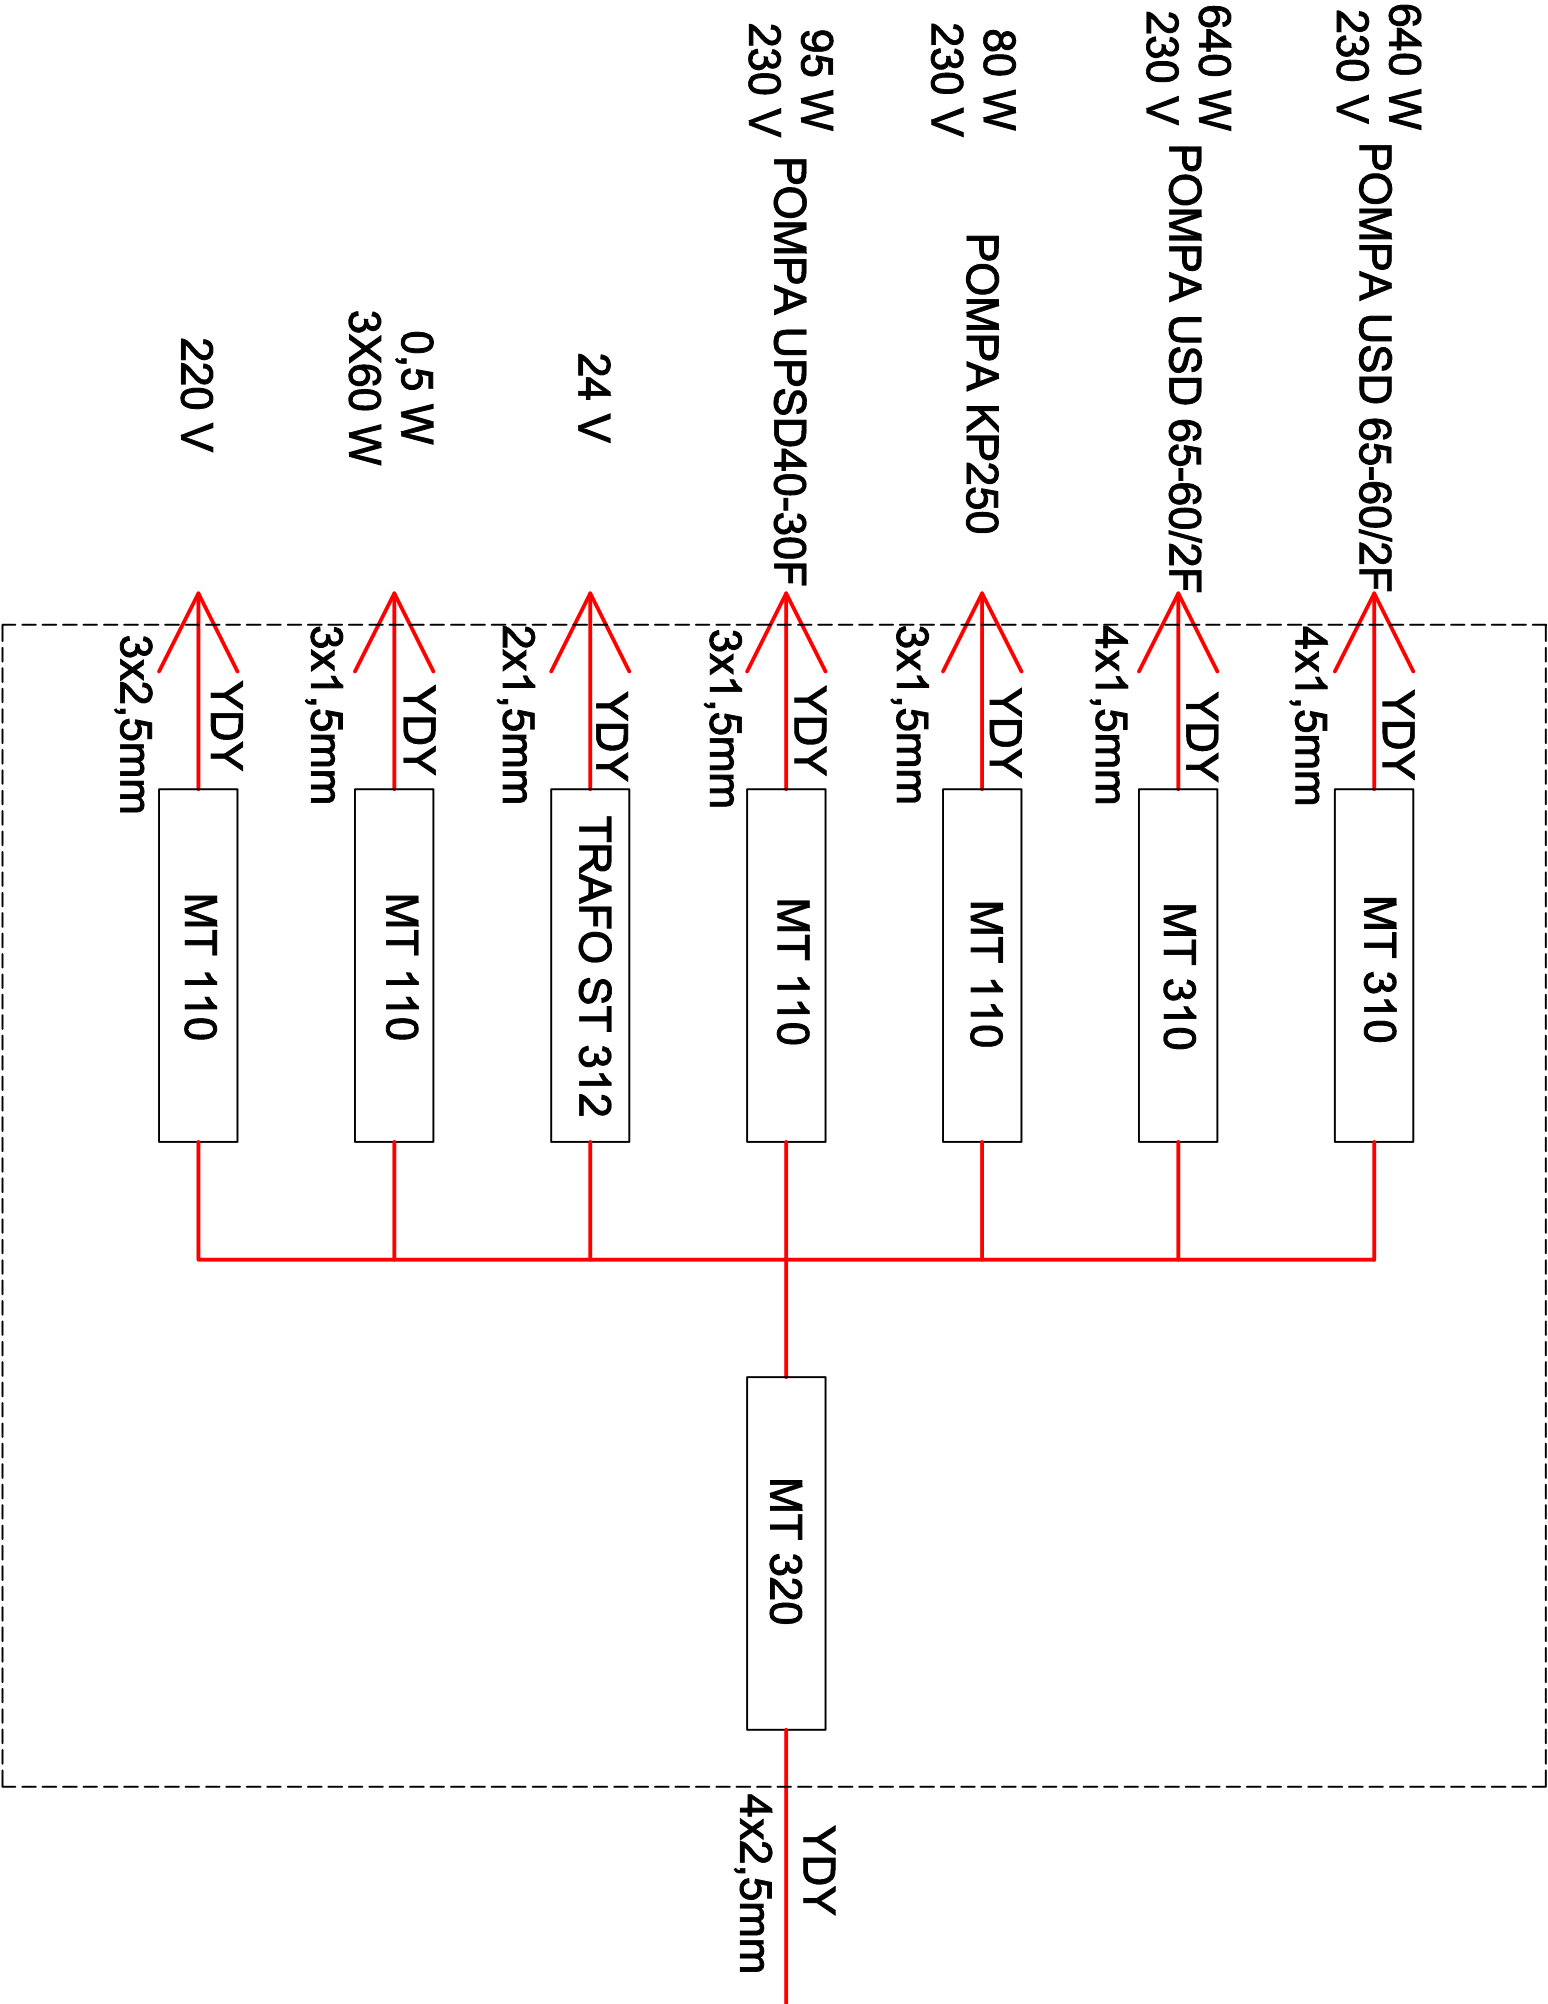 640 W
230 V
POMPA USD 65-60/2F
YDY
4x1,5mm
MT 310
640 W
230 V
POMPA USD 65-60/2F
YDY
4x1,5mm
MT 310
80 W
230 V
POMPA KP250
YDY
3x1,5mm
MT 110
95 W
230 V
POMPA UPSD40-30F
YDY
3x1,5mm
MT 110
24 V
YDY
2x1,5mm
TRAFO ST 312
0,5 W
3X60 W
YDY
3x1,5mm
MT 110
220 V
YDY
3x2,5mm
MT 110
MT 320
YDY
4x2,5mm